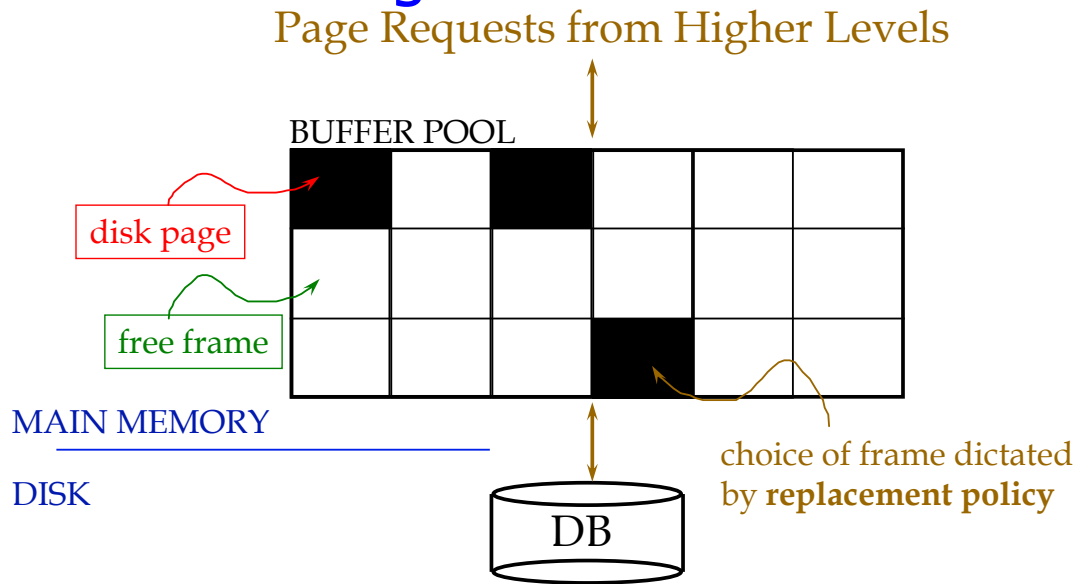 Page Requests from Higher Levels
BUFFER POOL
disk page
free frame
MAIN MEMORY
DISK
choice of frame dictated
by replacement policy
DB